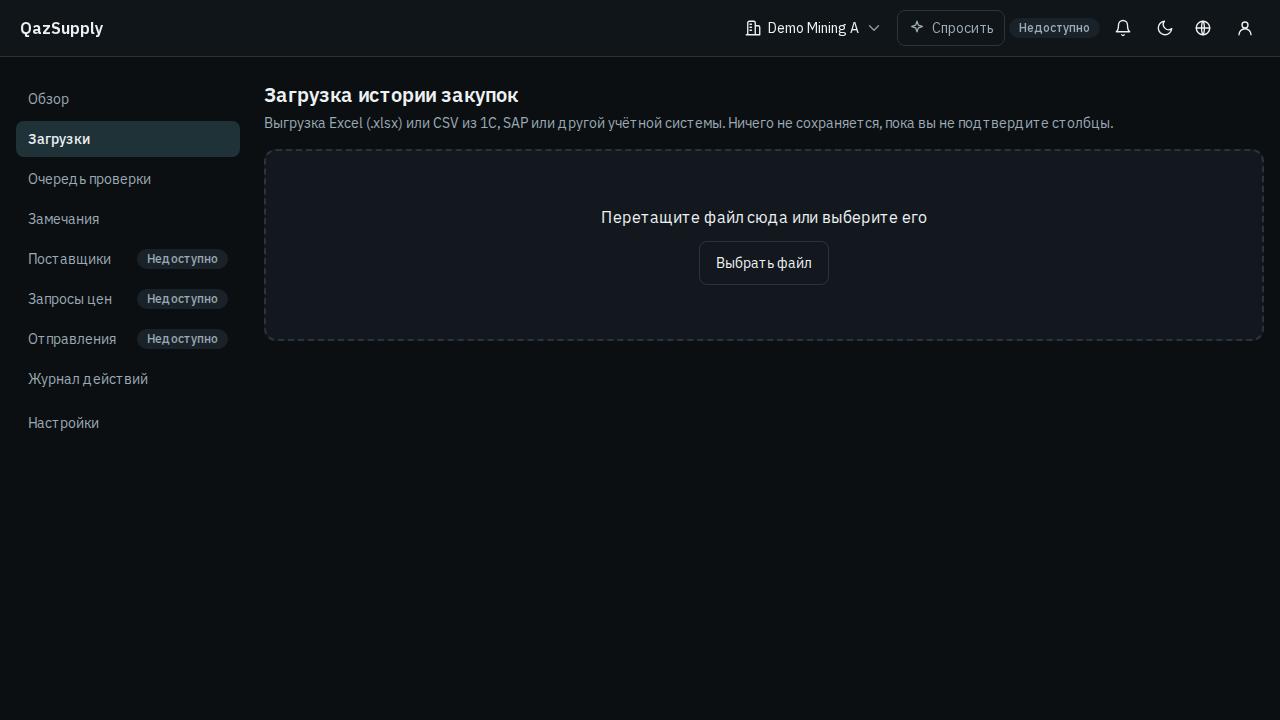 QazSupply
Demo Mining A
Спросить
Недоступно
Обзор
Загрузки
Очередь проверки
Замечания
Поставщики Недоступно
Запросы цен Недоступно
Отправления Недоступно
Журнал действий
Настройки
Загрузка истории закупок
Выгрузка Excel (.xlsx) или CSV из 1С, SAP или другой учётной системы. Ничего не сохраняется, пока вы не подтвердите столбцы.
Перетащите файл сюда или выберите его
Выбрать файл